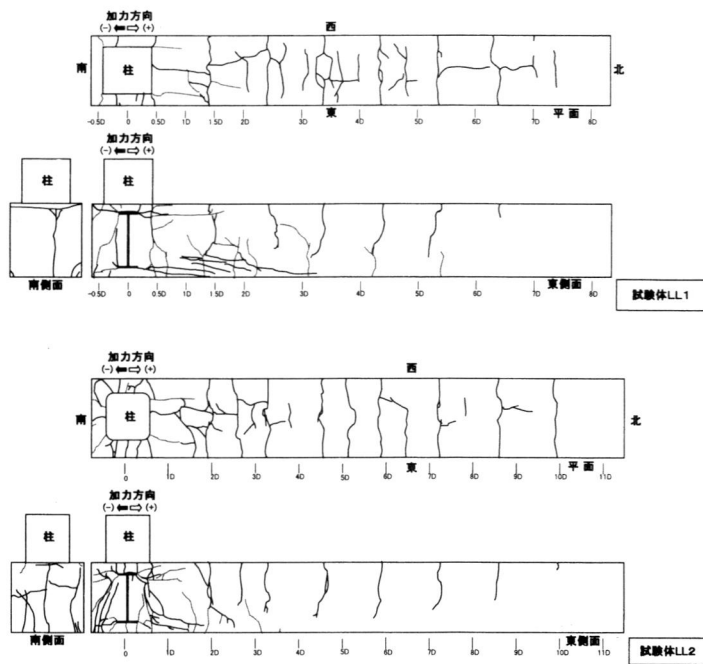 加力方向
(-) (+)
西
南
柱
北
-0.5D 0 0.5D 1D 2D 3D 東 4D 5D 6D 7D 平面 8D
加力方向
(-) (+)
柱
柱
南側面
東側面
-0.5D 0 0.5D 1D 1.5D 2D 3D 4D 5D 6D 7D 8D
試験体LL1
加力方向
(-) (+)
西
南
柱
北
東
平面
0 1D 2D 3D 4D 5D 6D 7D 8D 9D 10D 11D
加力方向
(-) (+)
柱
柱
南側面
東側面
0 1D 2D 3D 4D 5D 6D 7D 8D 9D 10D 11D
試験体LL2